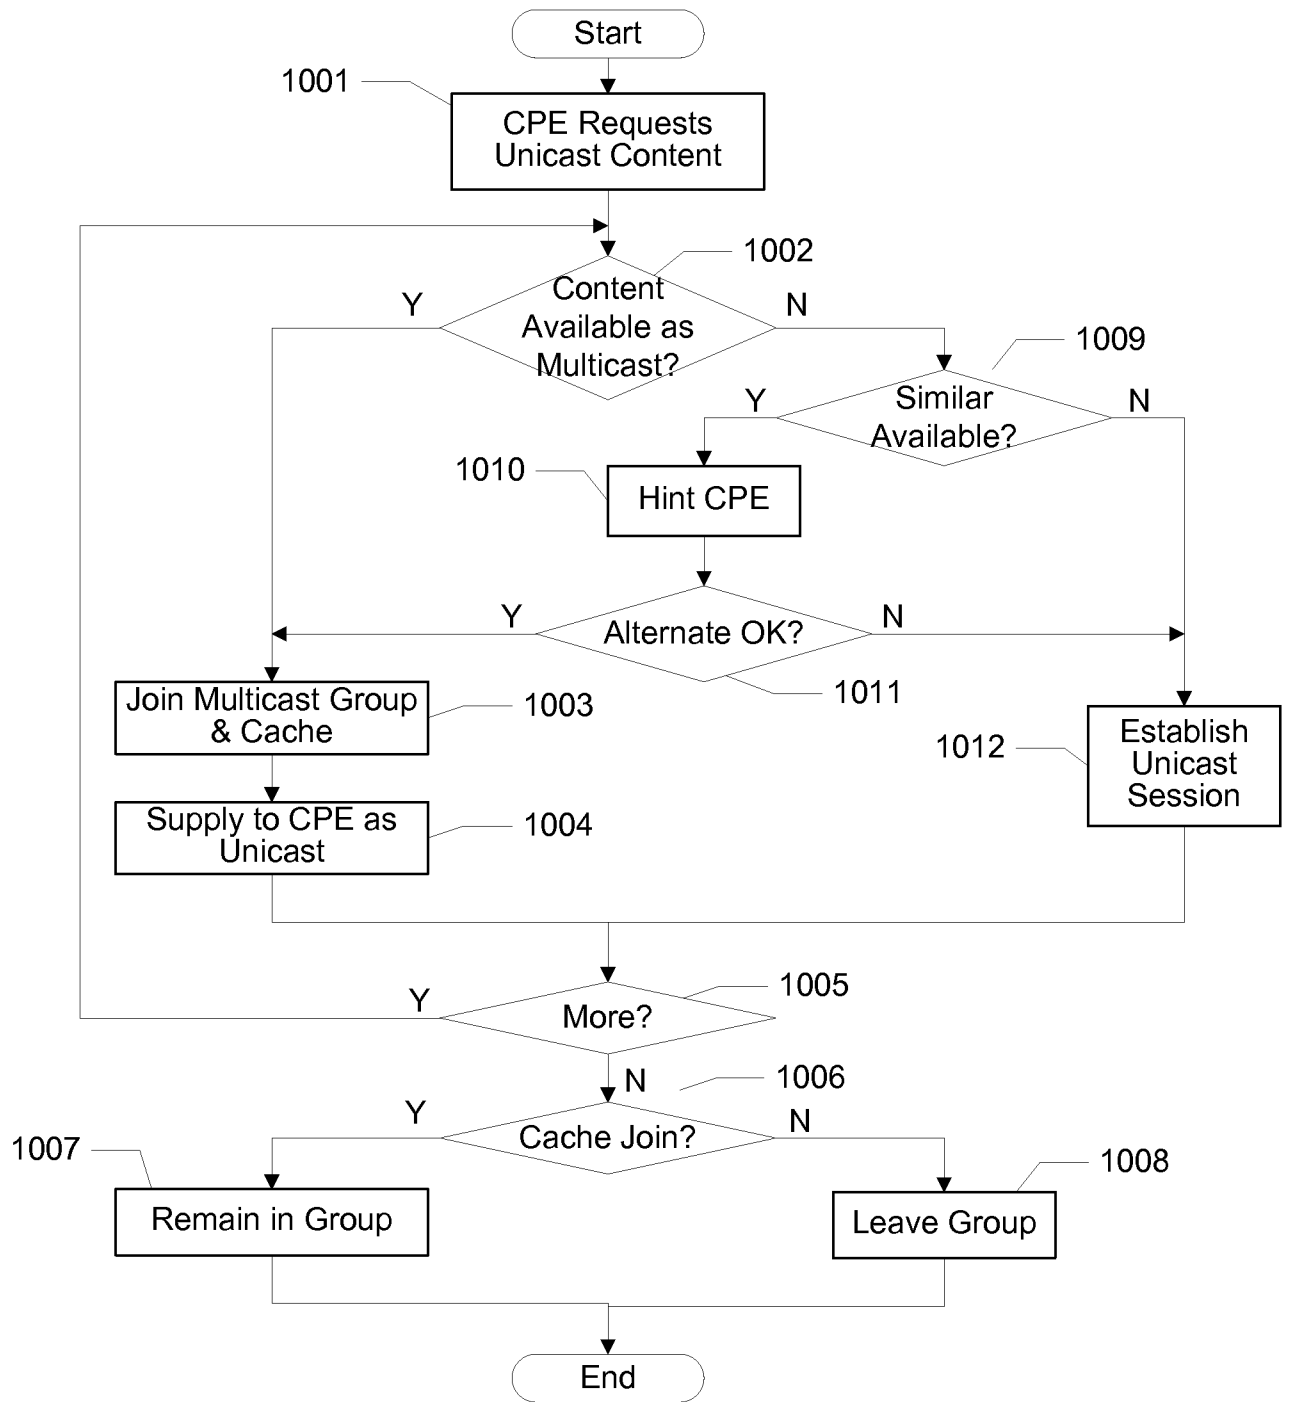 Start
1001
CPE Requests
Unicast Content
1002
Y
N
Content
Available as
Multicast?
1009
Y
N
Similar
Available?
1010
Hint CPE
Y
N
Alternate OK?
1011
Join Multicast Group
& Cache
1003
1012
Establish
Unicast
Session
Supply to CPE as
Unicast
1004
1005
Y
More?
N
1006
Y
N
Cache Join?
1007
1008
Remain in Group
Leave Group
End